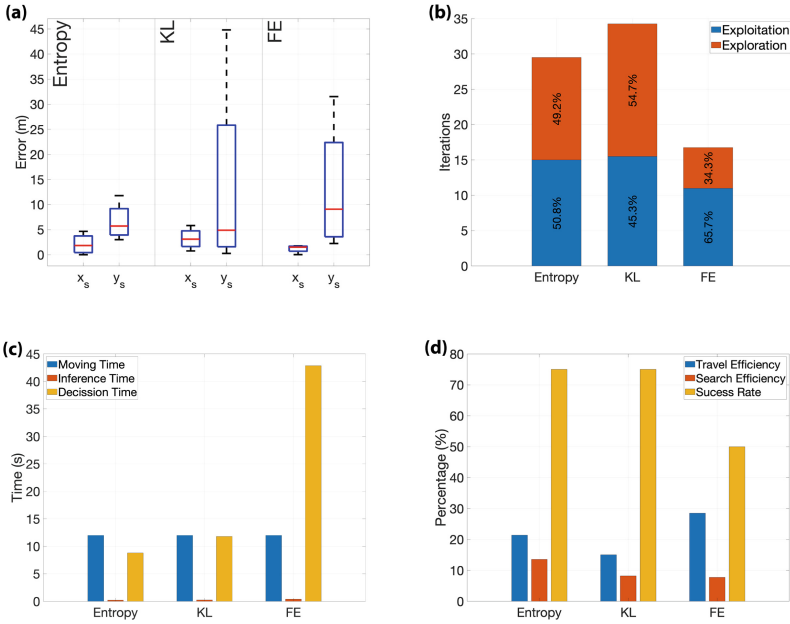 (a)
Entropy
KL
FE
45
40
35
30
25
20
15
10
5
0
Error (m)
xs
ys
xs
ys
xs
ys
(b)
Exploitation
Exploration
35
30
25
20
15
10
5
0
Iterations
49.2%
50.8%
54.7%
45.3%
34.3%
65.7%
Entropy
KL
FE
(c)
Moving Time
Inference Time
Decission Time
45
40
35
30
25
20
15
10
5
0
Time (s)
Entropy
KL
FE
(d)
Travel Efficiency
Search Efficiency
Sucess Rate
80
70
60
50
40
30
20
10
0
Percentage (%)
Entropy
KL
FE